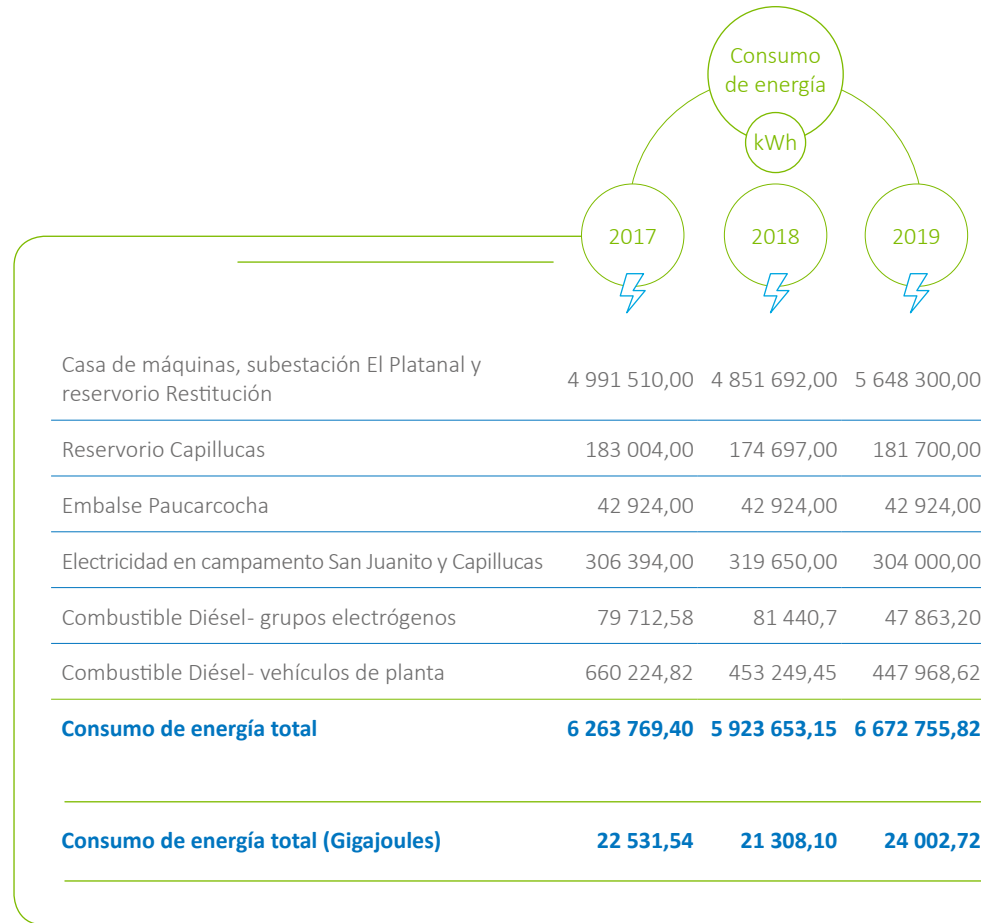 Consumo
de energía
kWh
2017 2018 2019
Casa de máquinas, subestación El Platanal y
reservorio Restitución 4 991 510,00 4 851 692,00 5 648 300,00
Reservorio Capillucas 183 004,00 174 697,00 181 700,00
Embalse Paucarcocha 42 924,00 42 924,00 42 924,00
Electricidad en campamento San Juanito y Capillucas 306 394,00 319 650,00 304 000,00
Combustible Diésel- grupos electrógenos 79 712,58 81 440,7 47 863,20
Combustible Diésel- vehículos de planta 660 224,82 453 249,45 447 968,62
Consumo de energía total 6 263 769,40 5 923 653,15 6 672 755,82
Consumo de energía total (Gigajoules) 22 531,54 21 308,10 24 002,72